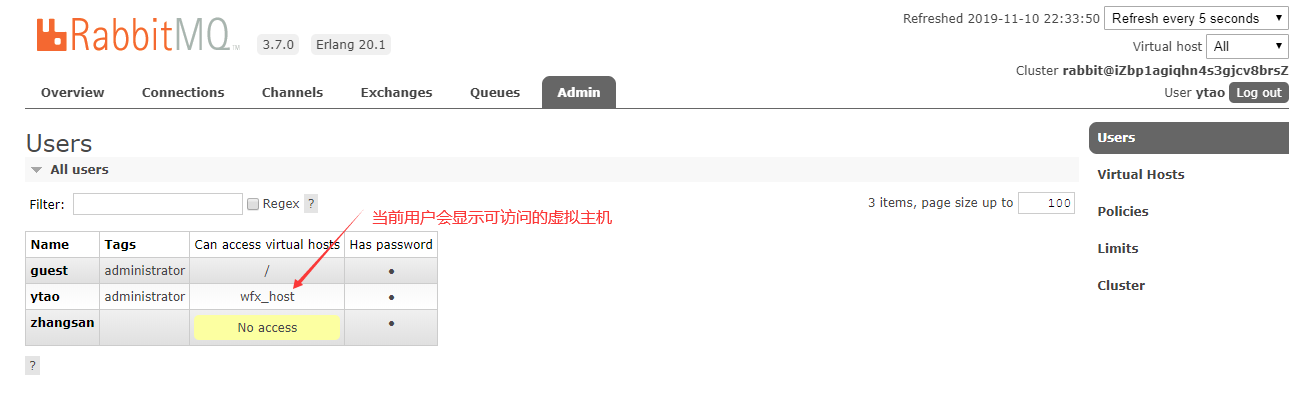 Refreshed 2019-11-10 22:33:50 Refresh every 5 seconds
RabbitMQ TM 3.7.0 Erlang 20.1
Virtual host All
Cluster rabbit@iZbp1agiqhn4s3gjcv8brsZ
User ytao Log out
Overview Connections Channels Exchanges Queues Admin
Users
All users
Filter: Regex ?
3 items, page size up to 100
当前用户会显示可访问的虚拟主机
Name Tags Can access virtual hosts Has password
guest administrator / ●
ytao administrator wfx_host ●
zhangsan No access ●
?
Users
Virtual Hosts
Policies
Limits
Cluster